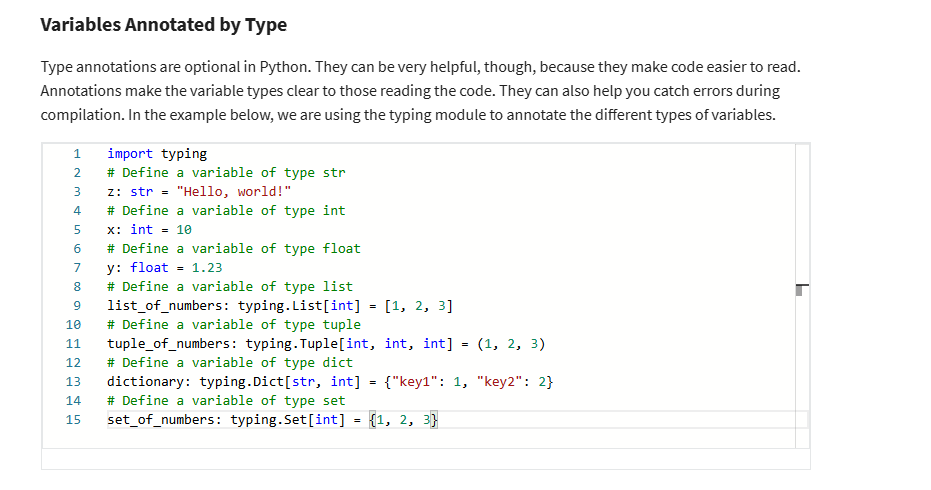 Variables Annotated by Type
Type annotations are optional in Python. They can be very helpful, though, because they make code easier to read.
Annotations make the variable types clear to those reading the code. They can also help you catch errors during
compilation. In the example below, we are using the typing module to annotate the different types of variables.
1 import typing
2 # Define a variable of type str
3 z: str = "Hello, world!"
4 # Define a variable of type int
5 x: int = 10
6 # Define a variable of type float
7 y: float = 1.23
8 # Define a variable of type list
9 list_of_numbers: typing.List[int] = [1, 2, 3]
10 # Define a variable of type tuple
11 tuple_of_numbers: typing.Tuple[int, int, int] = (1, 2, 3)
12 # Define a variable of type dict
13 dictionary: typing.Dict[str, int] = {"key1": 1, "key2": 2}
14 # Define a variable of type set
15 set_of_numbers: typing.Set[int] = {1, 2, 3}